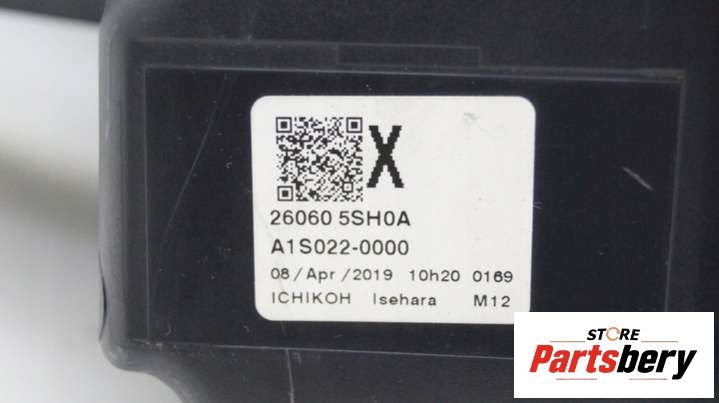 X
26060 5SH0A
A1S022-0000
08/Apr/2019 10h20 0169
ICHIKOH Isehara M12
STORE
Partsbery